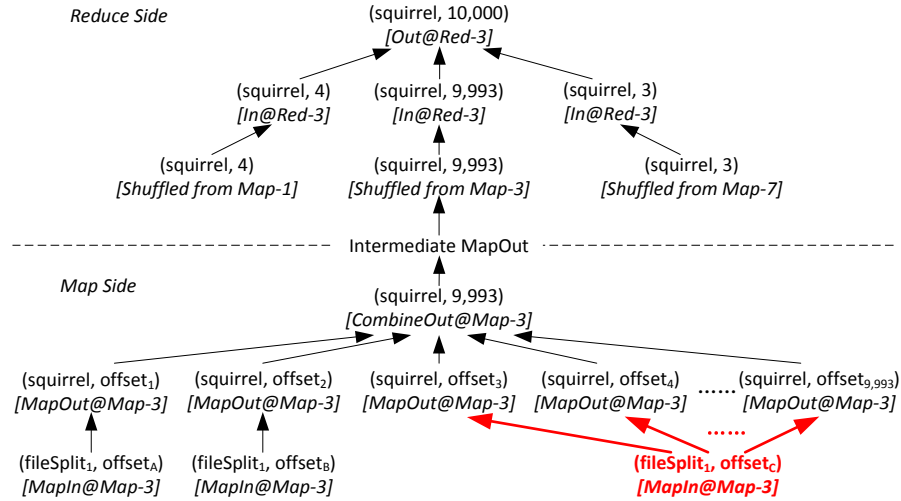 Reduce Side
(squirrel, 10,000)
[Out@Red-3]
(squirrel, 4) (squirrel, 9,993) (squirrel, 3)
[In@Red-3] [In@Red-3] [In@Red-3]
(squirrel, 4) (squirrel, 9,993) (squirrel, 3)
[Shuffled from Map-1] [Shuffled from Map-3] [Shuffled from Map-7]
Intermediate MapOut
Map Side
(squirrel, 9,993)
[CombineOut@Map-3]
(squirrel, offset₁) (squirrel, offset₂) (squirrel, offset₃) (squirrel, offset₄) ...... (squirrel, offset₉,₉₉₃)
[MapOut@Map-3] [MapOut@Map-3] [MapOut@Map-3] [MapOut@Map-3] [MapOut@Map-3]
......
(fileSplit₁, offset_A) (fileSplit₁, offset_B) (fileSplit₁, offset_C)
[MapIn@Map-3] [MapIn@Map-3] [MapIn@Map-3]